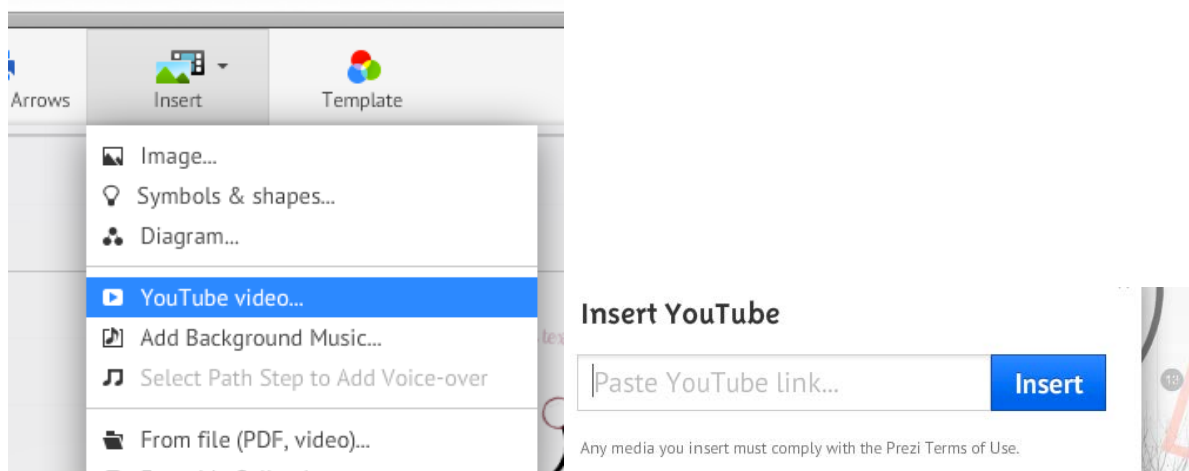 Arrows
Insert
Template
Image...
Symbols & shapes...
Diagram...
YouTube video...
Add Background Music...
Select Path Step to Add Voice-over
From file (PDF, video)...
Insert YouTube
Paste YouTube link...
Insert
Any media you insert must comply with the Prezi Terms of Use.